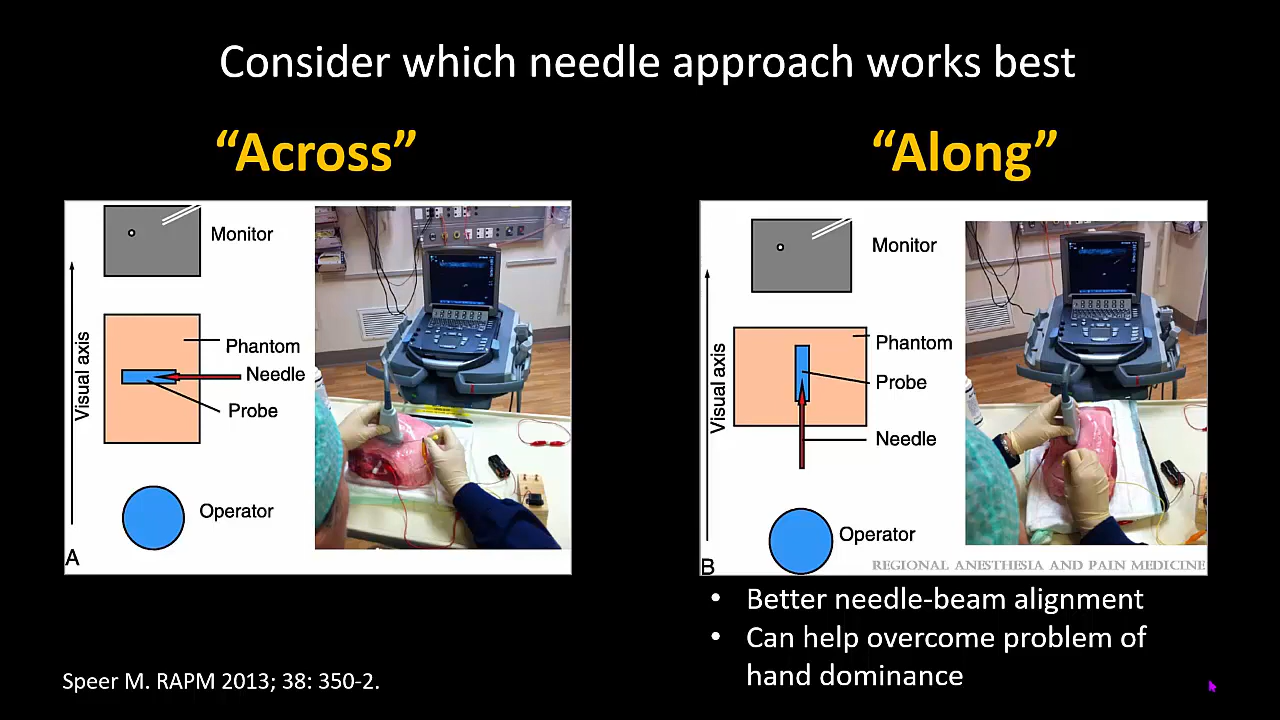 Consider which needle approach works best
“Across”
“Along”
Monitor
Phantom
Needle
Probe
Operator
Visual axis
A
Monitor
Phantom
Probe
Needle
Operator
Visual axis
B
REGIONAL ANESTHESIA AND PAIN MEDICINE
• Better needle-beam alignment
• Can help overcome problem of
hand dominance
Speer M. RAPM 2013; 38: 350-2.